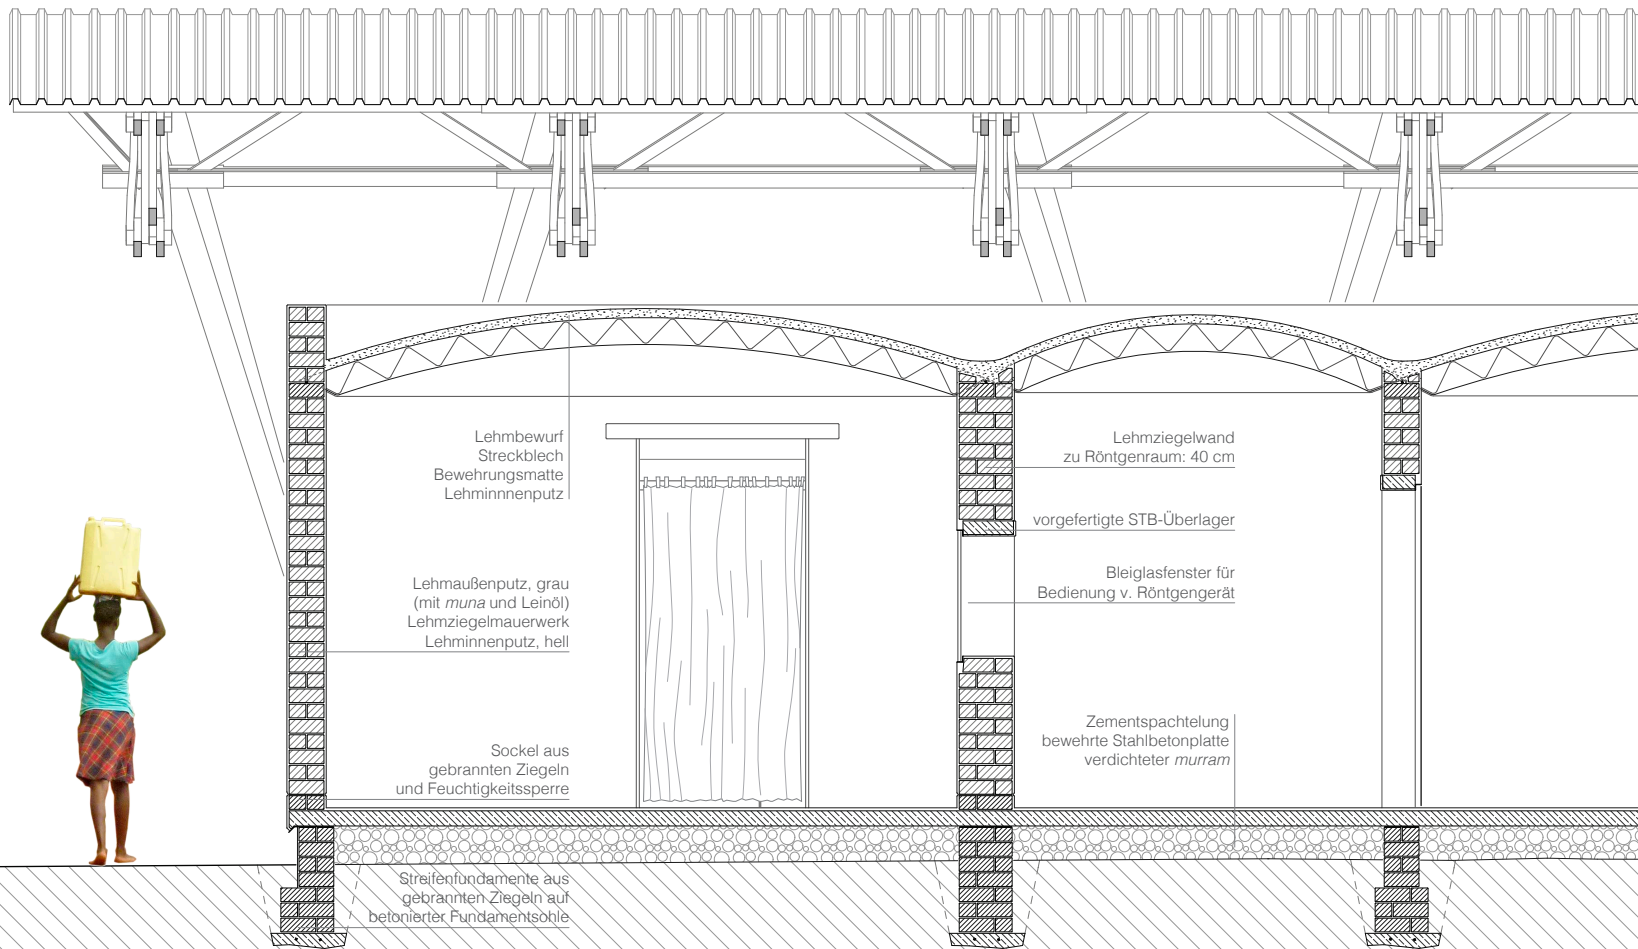 Lehmbewurf
Streckblech
Bewehrungsmatte
Lehminnnenputz
Lehmziegelwand
zu Röntgenraum: 40 cm
vorgefertigte STB-Überlager
Bleiglasfenster für
Bedienung v. Röntgengerät
Lehmaußenputz, grau
(mit muna und Leinöl)
Lehmziegelmauerwerk
Lehminnenputz, hell
Zementspachtelung
bewehrte Stahlbetonplatte
verdichteter murram
Sockel aus
gebrannten Ziegeln
und Feuchtigkeitssperre
Streifenfundamente aus
gebrannten Ziegeln auf
betonierter Fundamentsohle